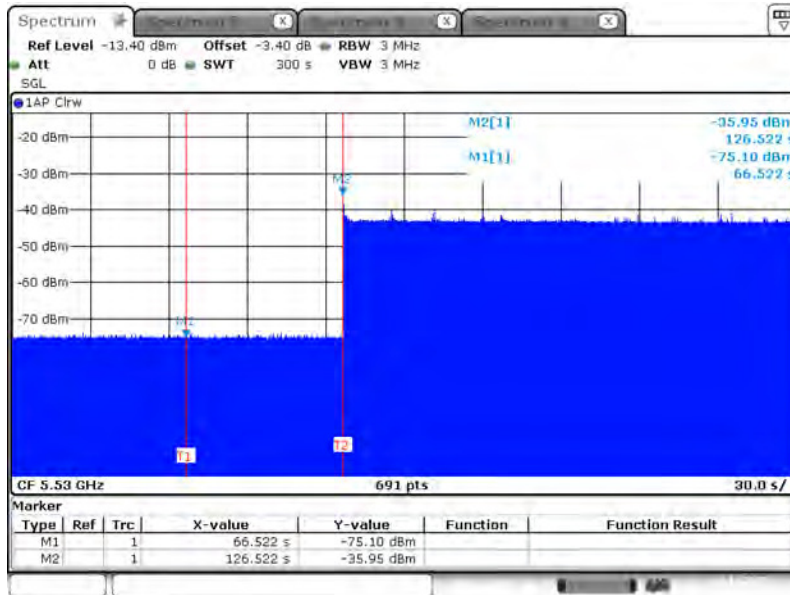 Spectrum
Ref Level -13.40 dBm Offset -3.40 dB RBW 3 MHz
Att 0 dB SWT 300 s VBW 3 MHz
SGL
1AP Clrw
M2[1] -35.95 dBm
126.522 s
M1[1] -75.10 dBm
66.522 s
-20 dBm
-30 dBm
M2
-40 dBm
-50 dBm
-60 dBm
-70 dBm
M1
T1 T2
CF 5.53 GHz 691 pts 30.0 s/
Marker
Type Ref Trc X-value Y-value Function Function Result
M1 1 66.522 s -75.10 dBm
M2 1 126.522 s -35.95 dBm